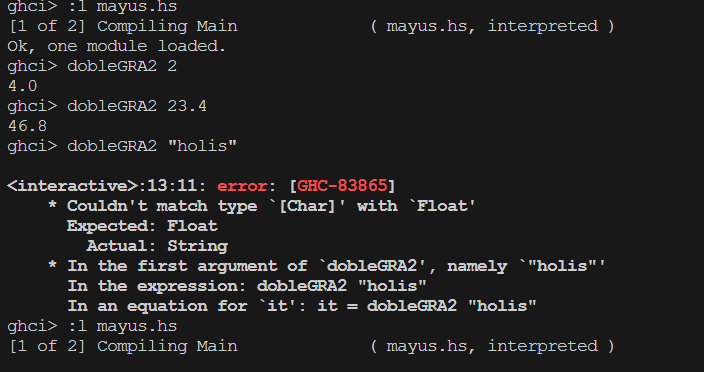 ghci> :l mayus.hs
[1 of 2] Compiling Main             ( mayus.hs, interpreted )
Ok, one module loaded.
ghci> dobleGRA2 2
4.0
ghci> dobleGRA2 23.4
46.8
ghci> dobleGRA2 "holis"

<interactive>:13:11: error: [GHC-83865]
    * Couldn't match type `[Char]' with `Float'
      Expected: Float
        Actual: String
    * In the first argument of `dobleGRA2', namely `"holis"'
      In the expression: dobleGRA2 "holis"
      In an equation for `it': it = dobleGRA2 "holis"
ghci> :l mayus.hs
[1 of 2] Compiling Main             ( mayus.hs, interpreted )